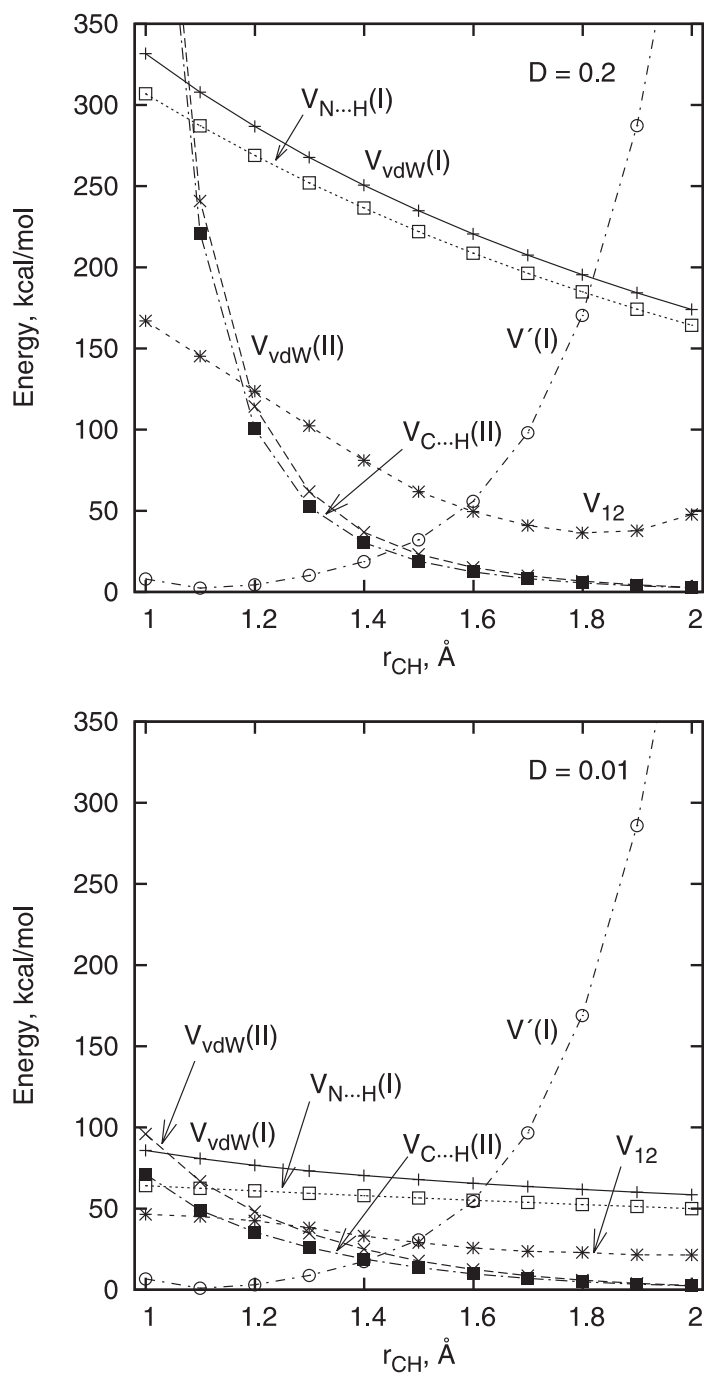 350
300
250
200
150
100
50
0
Energy, kcal/mol
D = 0.2
V_N···H(I)
V_vdW(I)
V_vdW(II)
V´(I)
V_C···H(II)
V_12
1 1.2 1.4 1.6 1.8 2
r_CH, Å
350
300
250
200
150
100
50
0
Energy, kcal/mol
D = 0.01
V_vdW(II)
V´(I)
V_N···H(I)
V_vdW(I)
V_C···H(II)
V_12
1 1.2 1.4 1.6 1.8 2
r_CH, Å